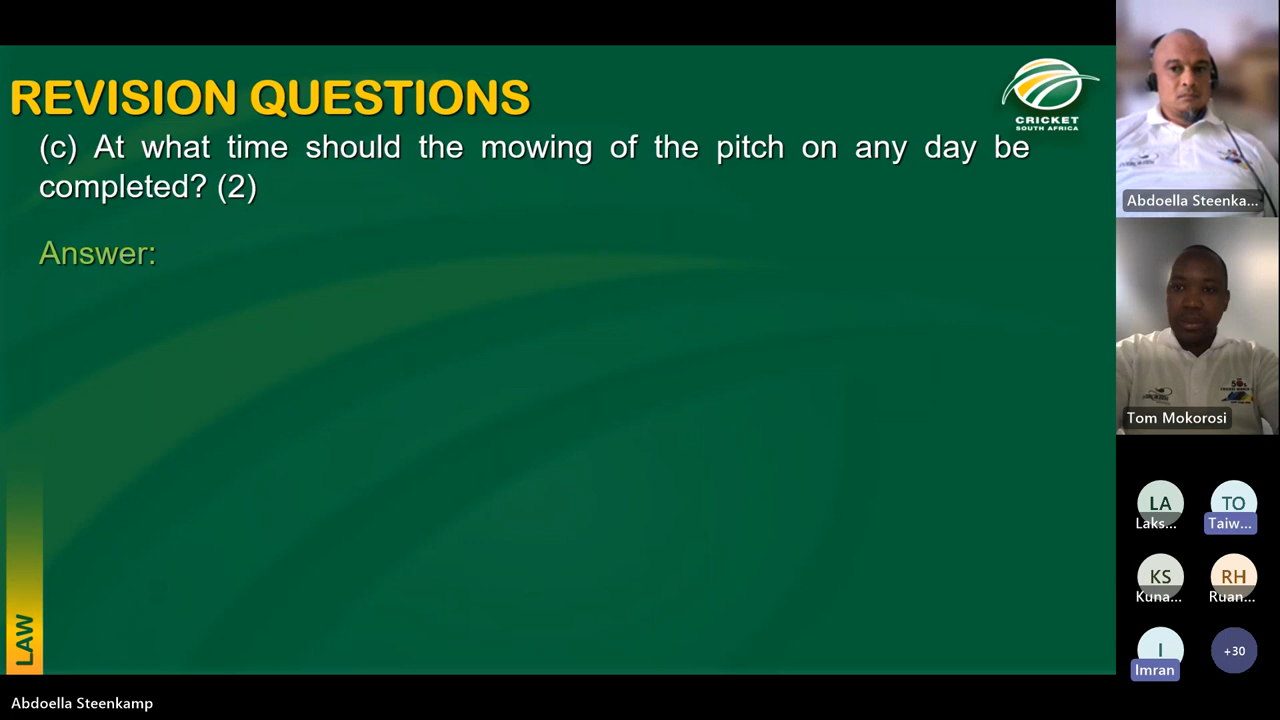 REVISION QUESTIONS
CRICKET
SOUTH AFRICA
(c) At what time should the mowing of the pitch on any day be
completed? (2)
Answer:
LAW
Abdoella Steenkamp
Abdoella Steenka...
Tom Mokorosi
LA
Laks...
TO
Taiw...
KS
Kuna...
RH
Ruan...
I
Imran
+30